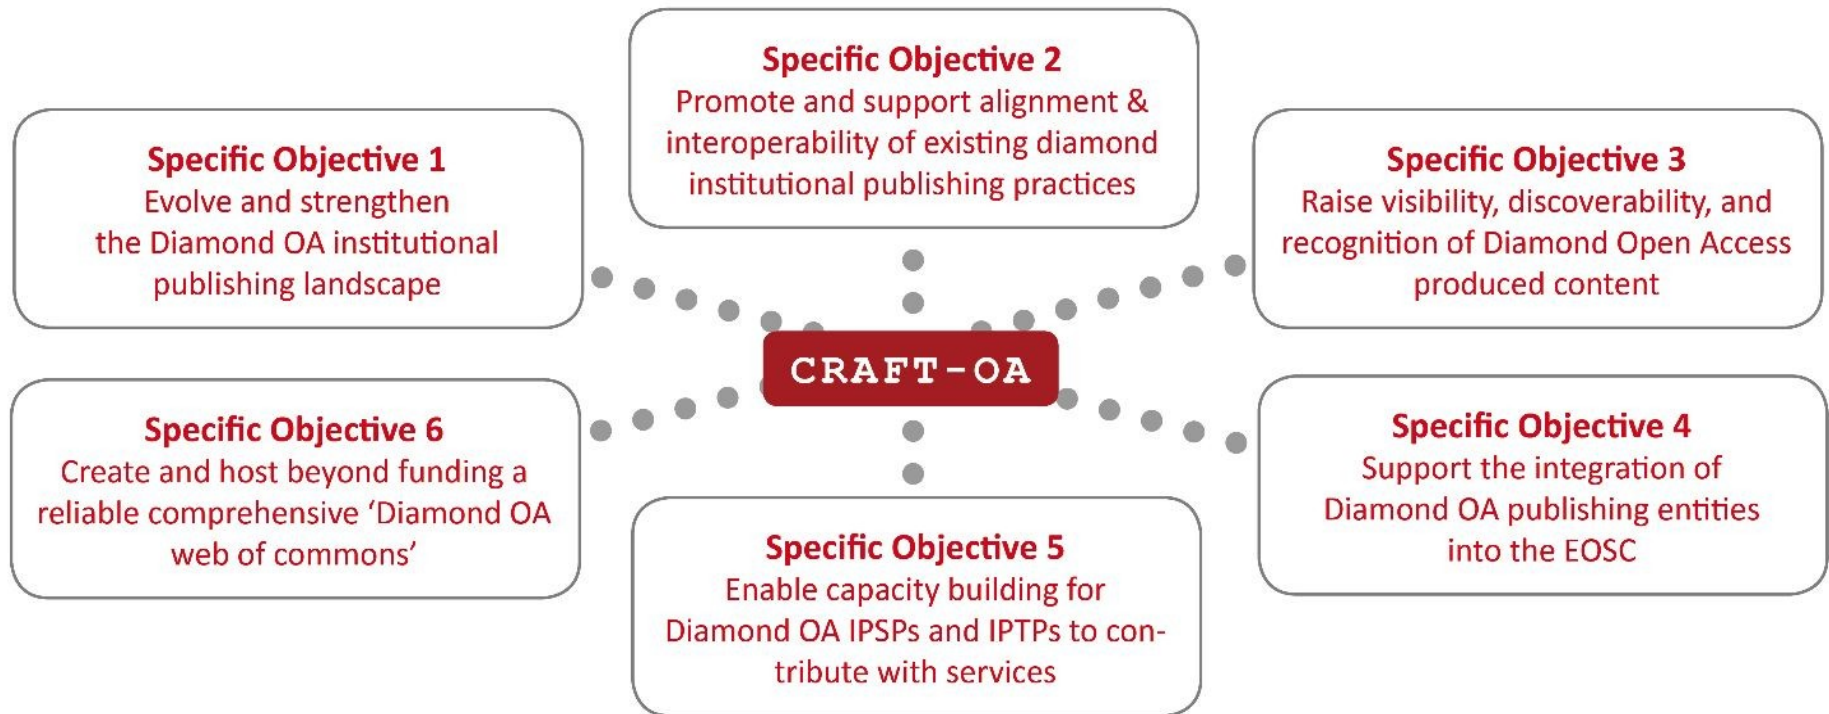 Specific Objective 1
Evolve and strengthen
the Diamond OA institutional
publishing landscape
Specific Objective 2
Promote and support alignment &
interoperability of existing diamond
institutional publishing practices
Specific Objective 3
Raise visibility, discoverability, and
recognition of Diamond Open Access
produced content
CRAFT-OA
Specific Objective 6
Create and host beyond funding a
reliable comprehensive ‘Diamond OA
web of commons’
Specific Objective 5
Enable capacity building for
Diamond OA IPSPs and IPTPs to con-
tribute with services
Specific Objective 4
Support the integration of
Diamond OA publishing entities
into the EOSC